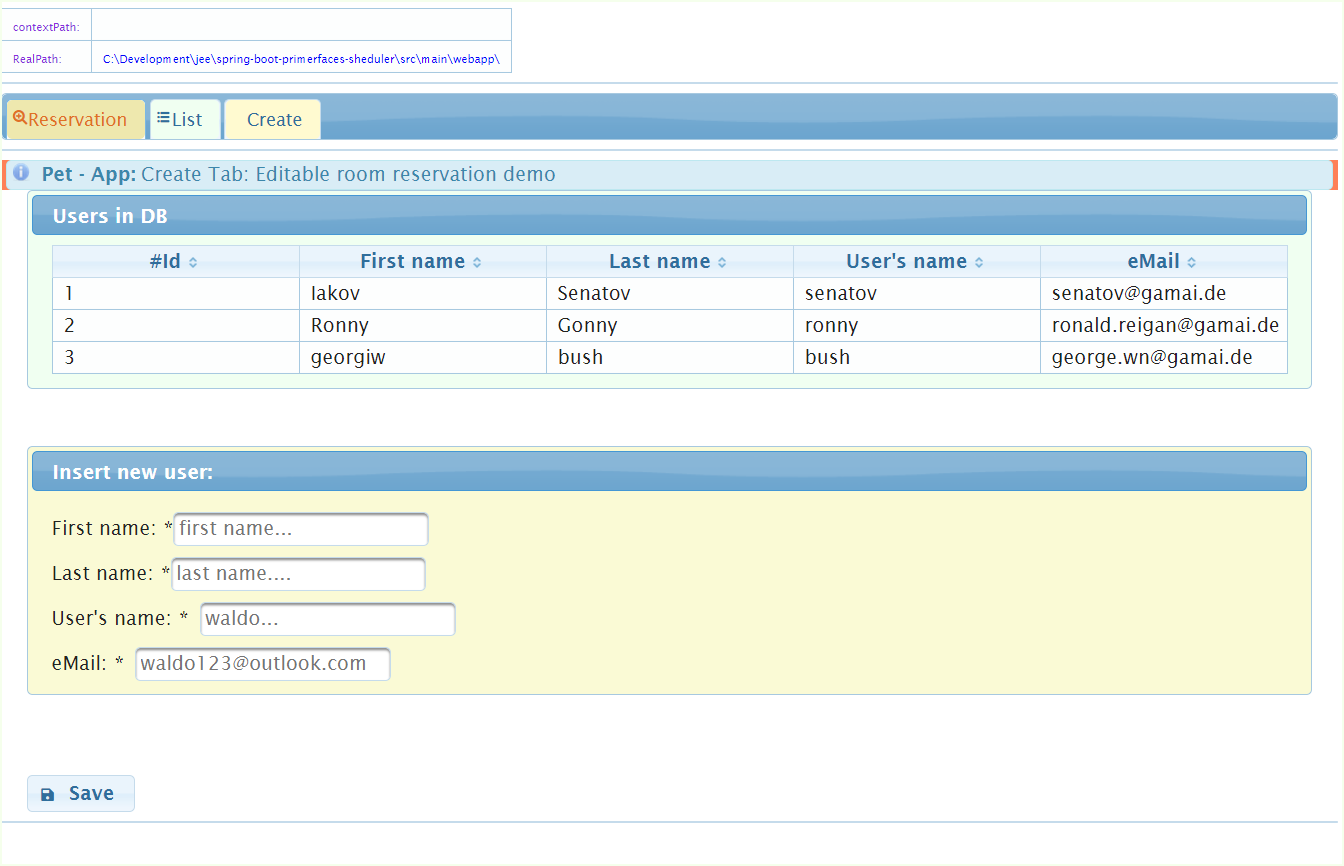 contextPath:
RealPath: C:\Development\jee\spring-boot-primerfaces-sheduler\src\main\webapp\
Reservation List Create
Pet - App: Create Tab: Editable room reservation demo
Users in DB
#Id First name Last name User's name eMail
1 Iakov Senatov senatov senatov@gamai.de
2 Ronny Gonny ronny ronald.reigan@gamai.de
3 georgiw bush bush george.wn@gamai.de
Insert new user:
First name: * first name...
Last name: * last name....
User's name: * waldo...
eMail: * waldo123@outlook.com
Save